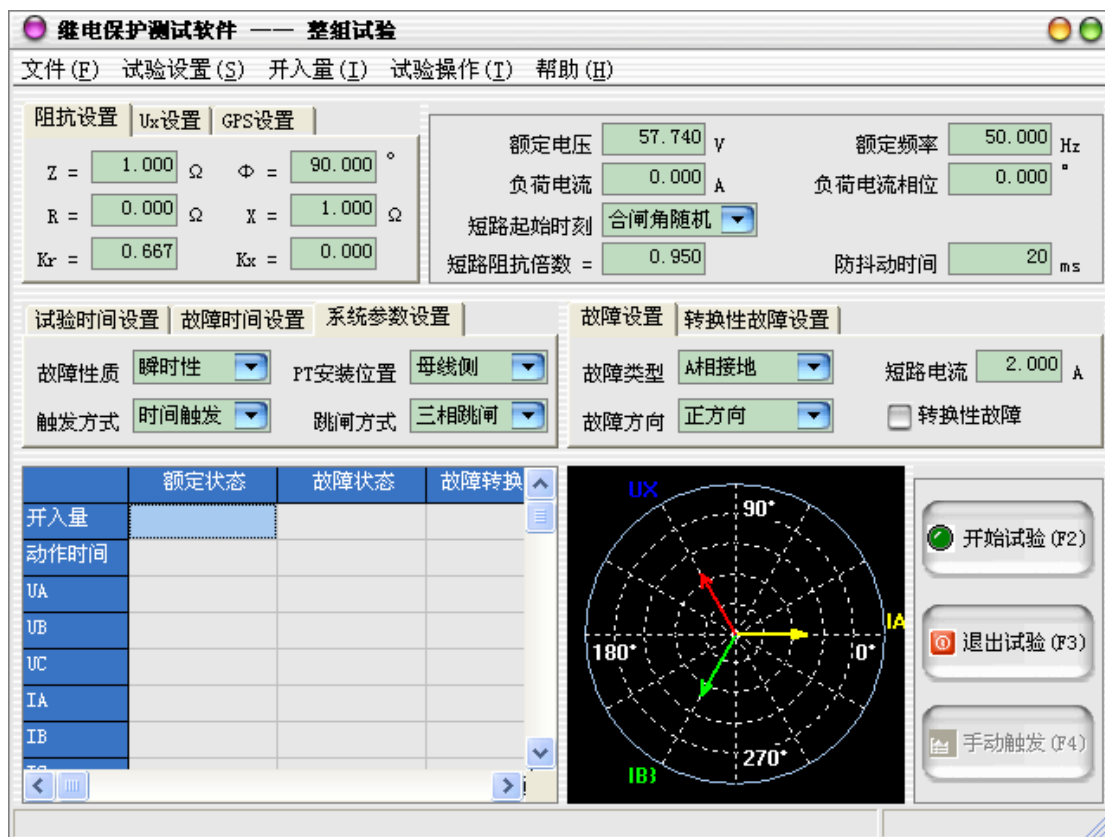 继电保护测试软件 —— 整组试验
文件(F) 试验设置(S) 开入量(I) 试验操作(T) 帮助(H)
阻抗设置 Ux设置 GPS设置
Z = 1.000 Ω Φ = 90.000 °
R = 0.000 Ω X = 1.000 Ω
Kr = 0.667 Kx = 0.000
额定电压 57.740 V 额定频率 50.000 Hz
负荷电流 0.000 A 负荷电流相位 0.000 °
短路起始时刻 合闸角随机
短路阻抗倍数 = 0.950 防抖动时间 20 ms
试验时间设置 故障时间设置 系统参数设置
故障性质 瞬时性 PT安装位置 母线侧
触发方式 时间触发 跳闸方式 三相跳闸
故障设置 转换性故障设置
故障类型 A相接地 短路电流 2.000 A
故障方向 正方向 转换性故障
额定状态 故障状态 故障转换
开入量
动作时间
UA
UB
UC
IA
IB
UX
90°
IA
180° 0°
270°
IB
开始试验(F2)
退出试验(F3)
手动触发(F4)